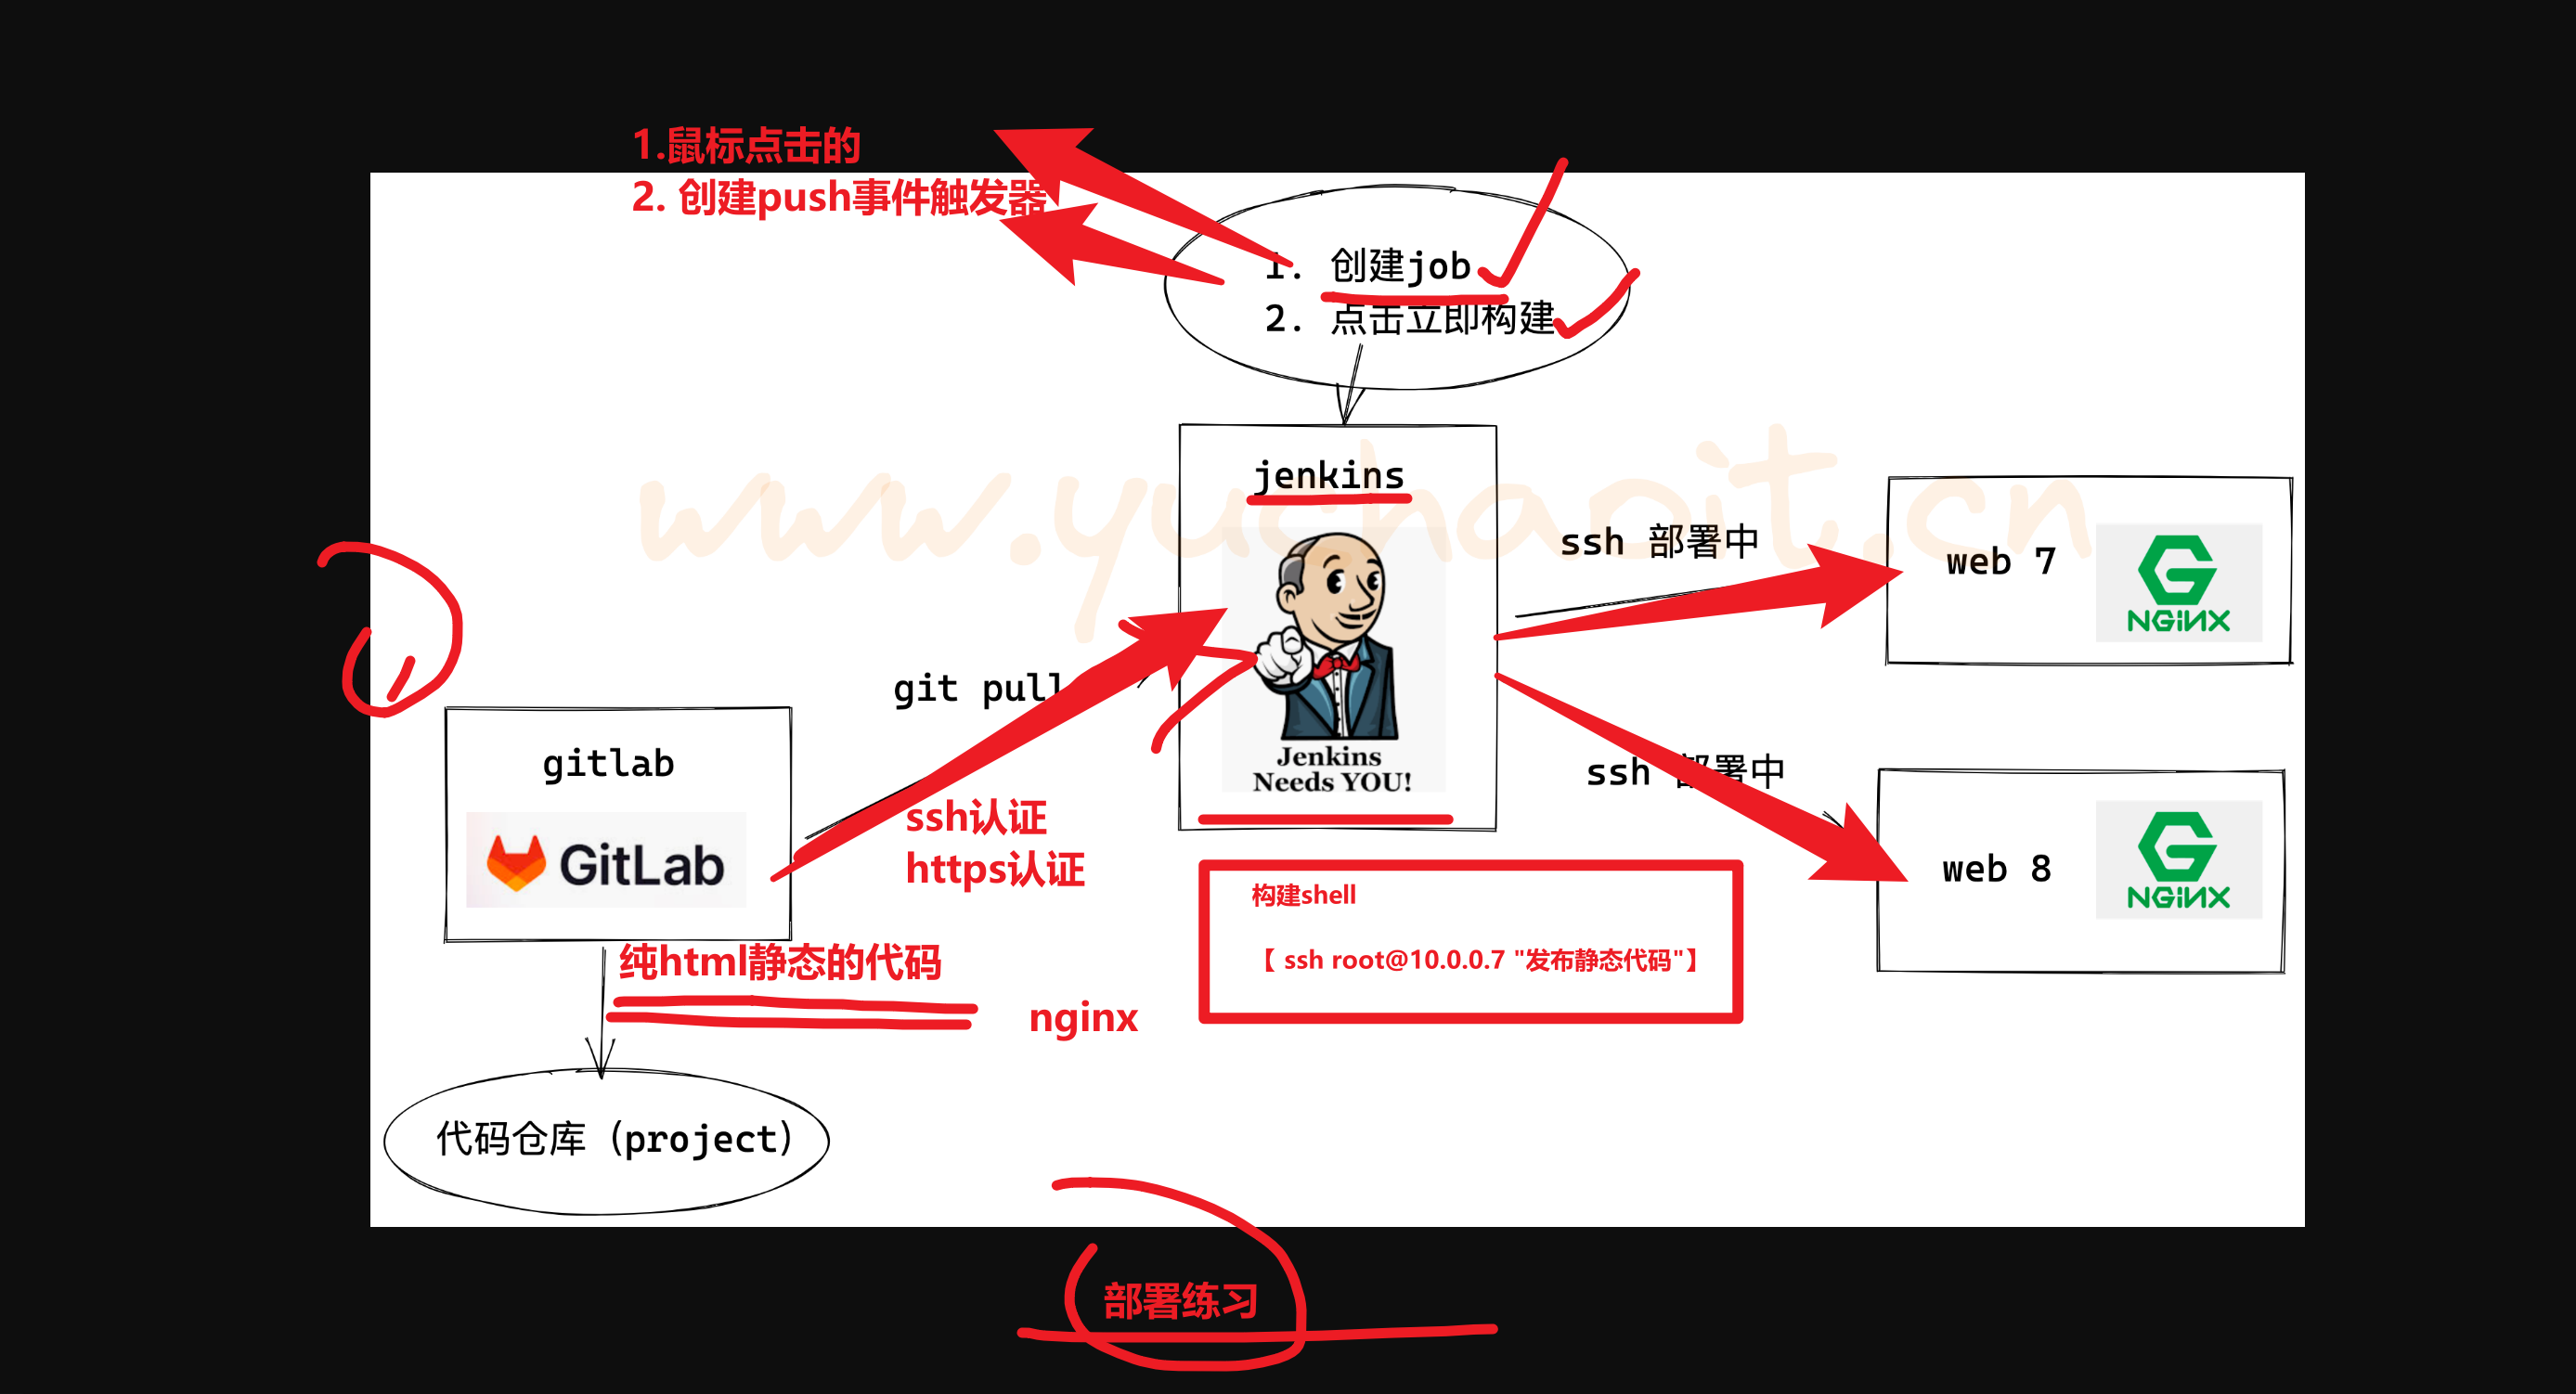 1.鼠标点击的
2. 创建push事件触发器
1. 创建job
2. 点击立即构建
www.yuchaoit.cn
jenkins
Jenkins
Needs YOU!
ssh 部署中
web 7
NGiNX
git pull
gitlab
GitLab
ssh认证
https认证
ssh 部署中
web 8
NGiNX
构建shell
【 ssh root@10.0.0.7 "发布静态代码"】
纯html静态的代码
nginx
代码仓库（project）
部署练习